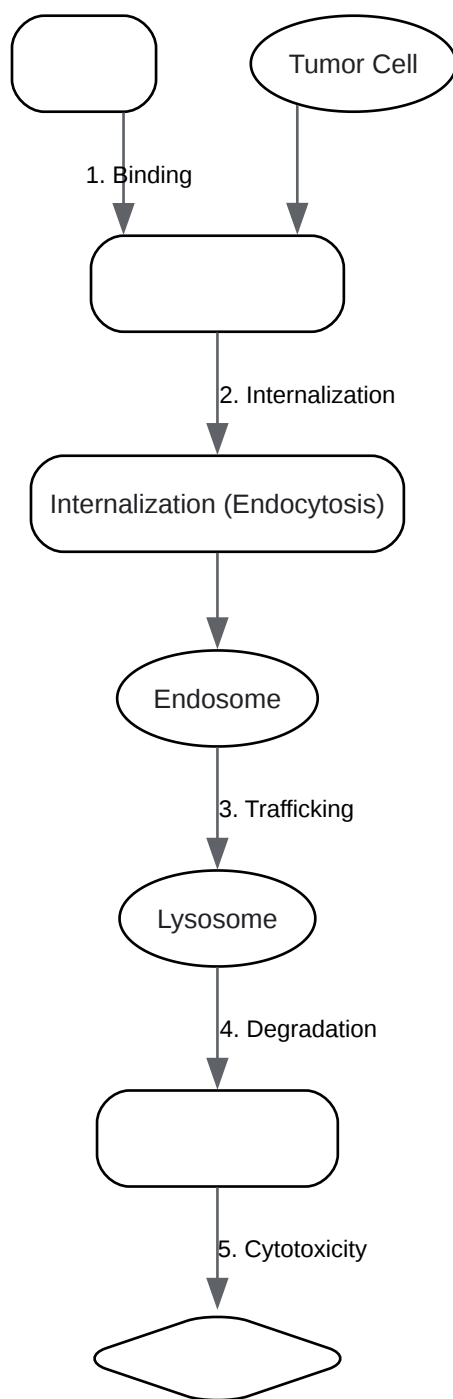 Tumor Cell
1. Binding
2. Internalization
Internalization (Endocytosis)
Endosome
3. Trafficking
Lysosome
4. Degradation
5. Cytotoxicity